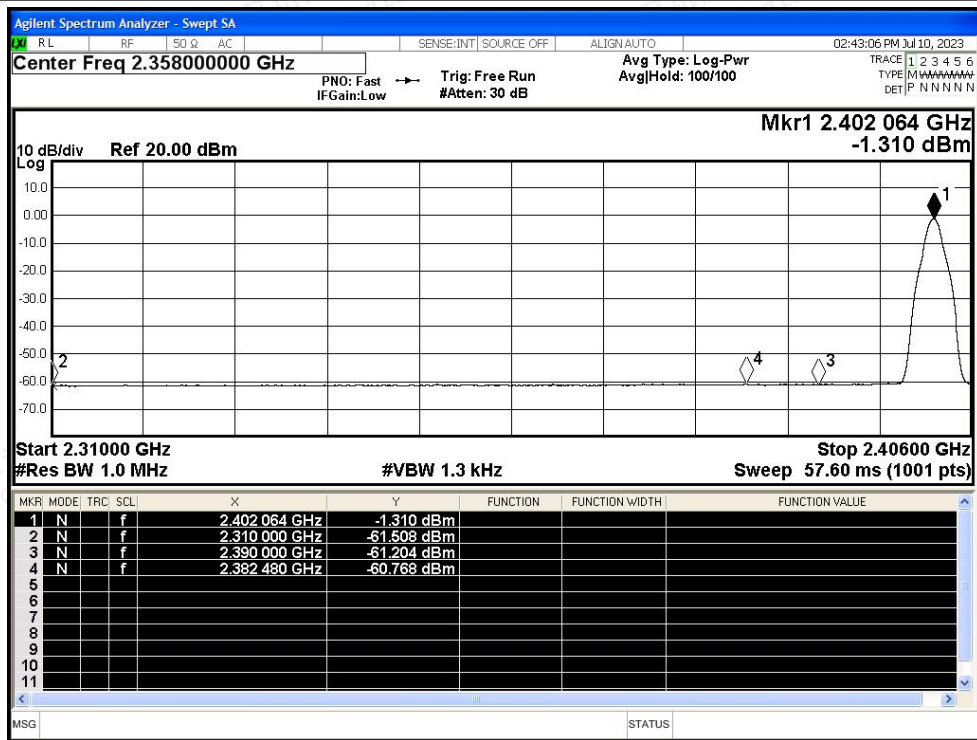 Agilent Spectrum Analyzer - Swept SA
LXI RL RF 50 Ω AC SENSE:INT SOURCE OFF ALIGN AUTO 02:43:06 PM Jul 10, 2023
Center Freq 2.358000000 GHz
PNO: Fast
IFGain:Low
Trig: Free Run
#Atten: 30 dB
Avg Type: Log-Pwr
Avg|Hold: 100/100
TRACE 1 2 3 4 5 6
TYPE M
DET P N N N N N
Mkr1 2.402 064 GHz
-1.310 dBm
10 dB/div Ref 20.00 dBm
Log
10.0
0.00
-10.0
-20.0
-30.0
-40.0
-50.0
-60.0
-70.0
1
2
4
3
Start 2.31000 GHz Stop 2.40600 GHz
#Res BW 1.0 MHz #VBW 1.3 kHz Sweep 57.60 ms (1001 pts)
MKR MODE TRC SCL X Y FUNCTION FUNCTION WIDTH FUNCTION VALUE
1 N f 2.402 064 GHz -1.310 dBm
2 N f 2.310 000 GHz -61.508 dBm
3 N f 2.390 000 GHz -61.204 dBm
4 N f 2.382 480 GHz -60.768 dBm
5
6
7
8
9
10
11
MSG STATUS